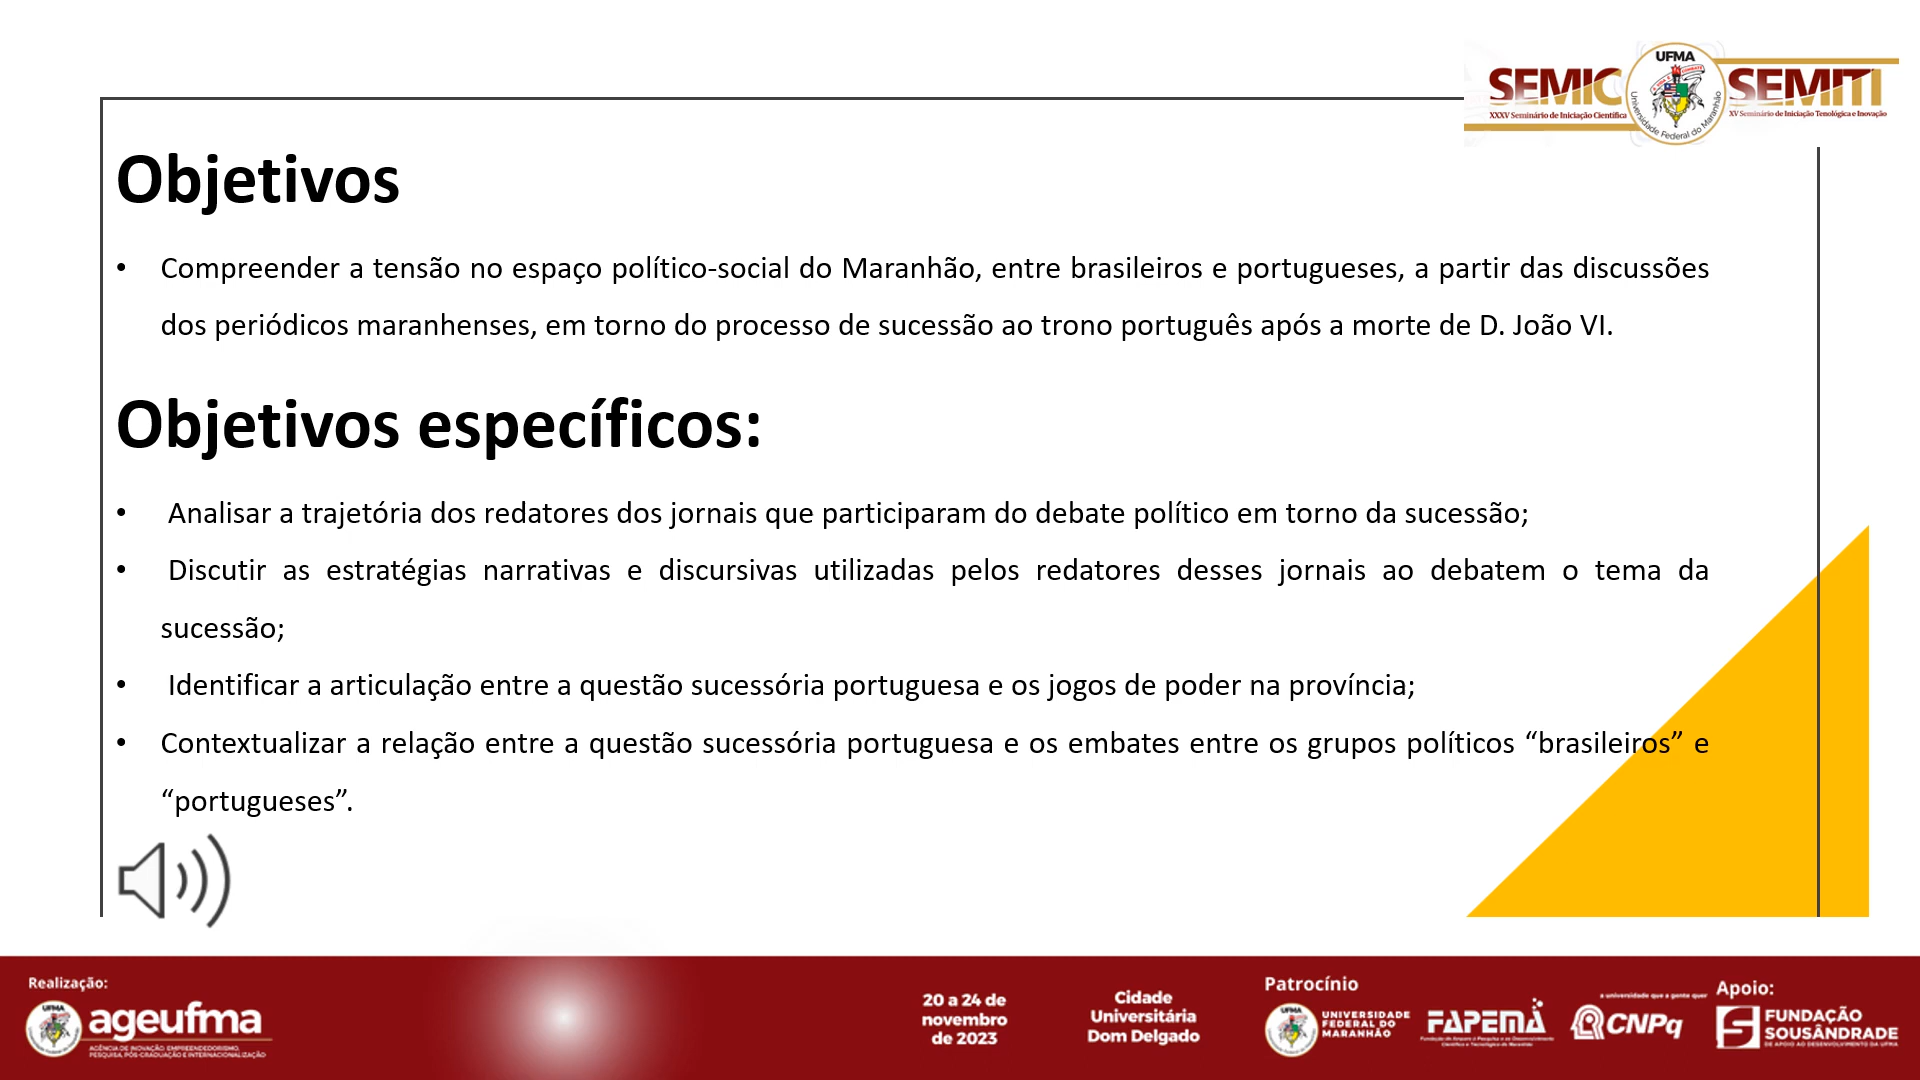 UFMA
SEMIC
XXXV Seminário de Iniciação Científica
Universidade Federal do Maranhão
SEMITI
XV Seminário de Iniciação Tenológica e Inovação
Objetivos
• Compreender a tensão no espaço político-social do Maranhão, entre brasileiros e portugueses, a partir das discussões
dos periódicos maranhenses, em torno do processo de sucessão ao trono português após a morte de D. João VI.
Objetivos específicos:
• Analisar a trajetória dos redatores dos jornais que participaram do debate político em torno da sucessão;
• Discutir as estratégias narrativas e discursivas utilizadas pelos redatores desses jornais ao debatem o tema da
sucessão;
• Identificar a articulação entre a questão sucessória portuguesa e os jogos de poder na província;
• Contextualizar a relação entre a questão sucessória portuguesa e os embates entre os grupos políticos “brasileiros” e
“portugueses”.
Realização:
UFMA
ageufma
AGÊNCIA DE INOVAÇÃO, EMPREENDEDORISMO,
PESQUISA, PÓS-GRADUAÇÃO E INTERNACIONALIZAÇÃO
20 a 24 de
novembro
de 2023
Cidade
Universitária
Dom Delgado
Patrocínio
UFMA
UNIVERSIDADE
FEDERAL DO
MARANHÃO
FAPEMA
Fundação de Amparo à Pesquisa e ao Desenvolvimento
Científico e Tecnológico do Maranhão
a universidade que a gente quer
CNPq
Apoio:
FUNDAÇÃO
SOUSÂNDRADE
DE APOIO AO DESENVOLVIMENTO DA UFMA